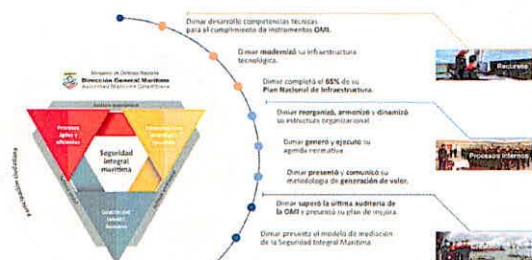 Dimar desarrolló competencias técnicas
para el cumplimiento de instrumentos OMI.
Dimar modernizó su infraestructura
tecnológica.
Dimar completó el 65% de su
Plan Nacional de Infraestructura.
Recursos
Ministerio de Defensa Nacional
Dirección General Marítima
Autoridad Marítima Colombiana
Procesos
ágiles y
eficientes
Seguridad
integral
marítima
Participación ciudadana
Dimar reorganizó, armonizó y dinamizó
su estructura organizacional
Dimar generó y ejecutó su
agenda normativa
Dimar presentó y comunicó su
metodología de generación de valor.
Procesos internos
Dimar superó la última auditoría de
la OMI y presentó su plan de mejora.
Dimar presenta el modelo de mediación
de la Seguridad Integral Marítima